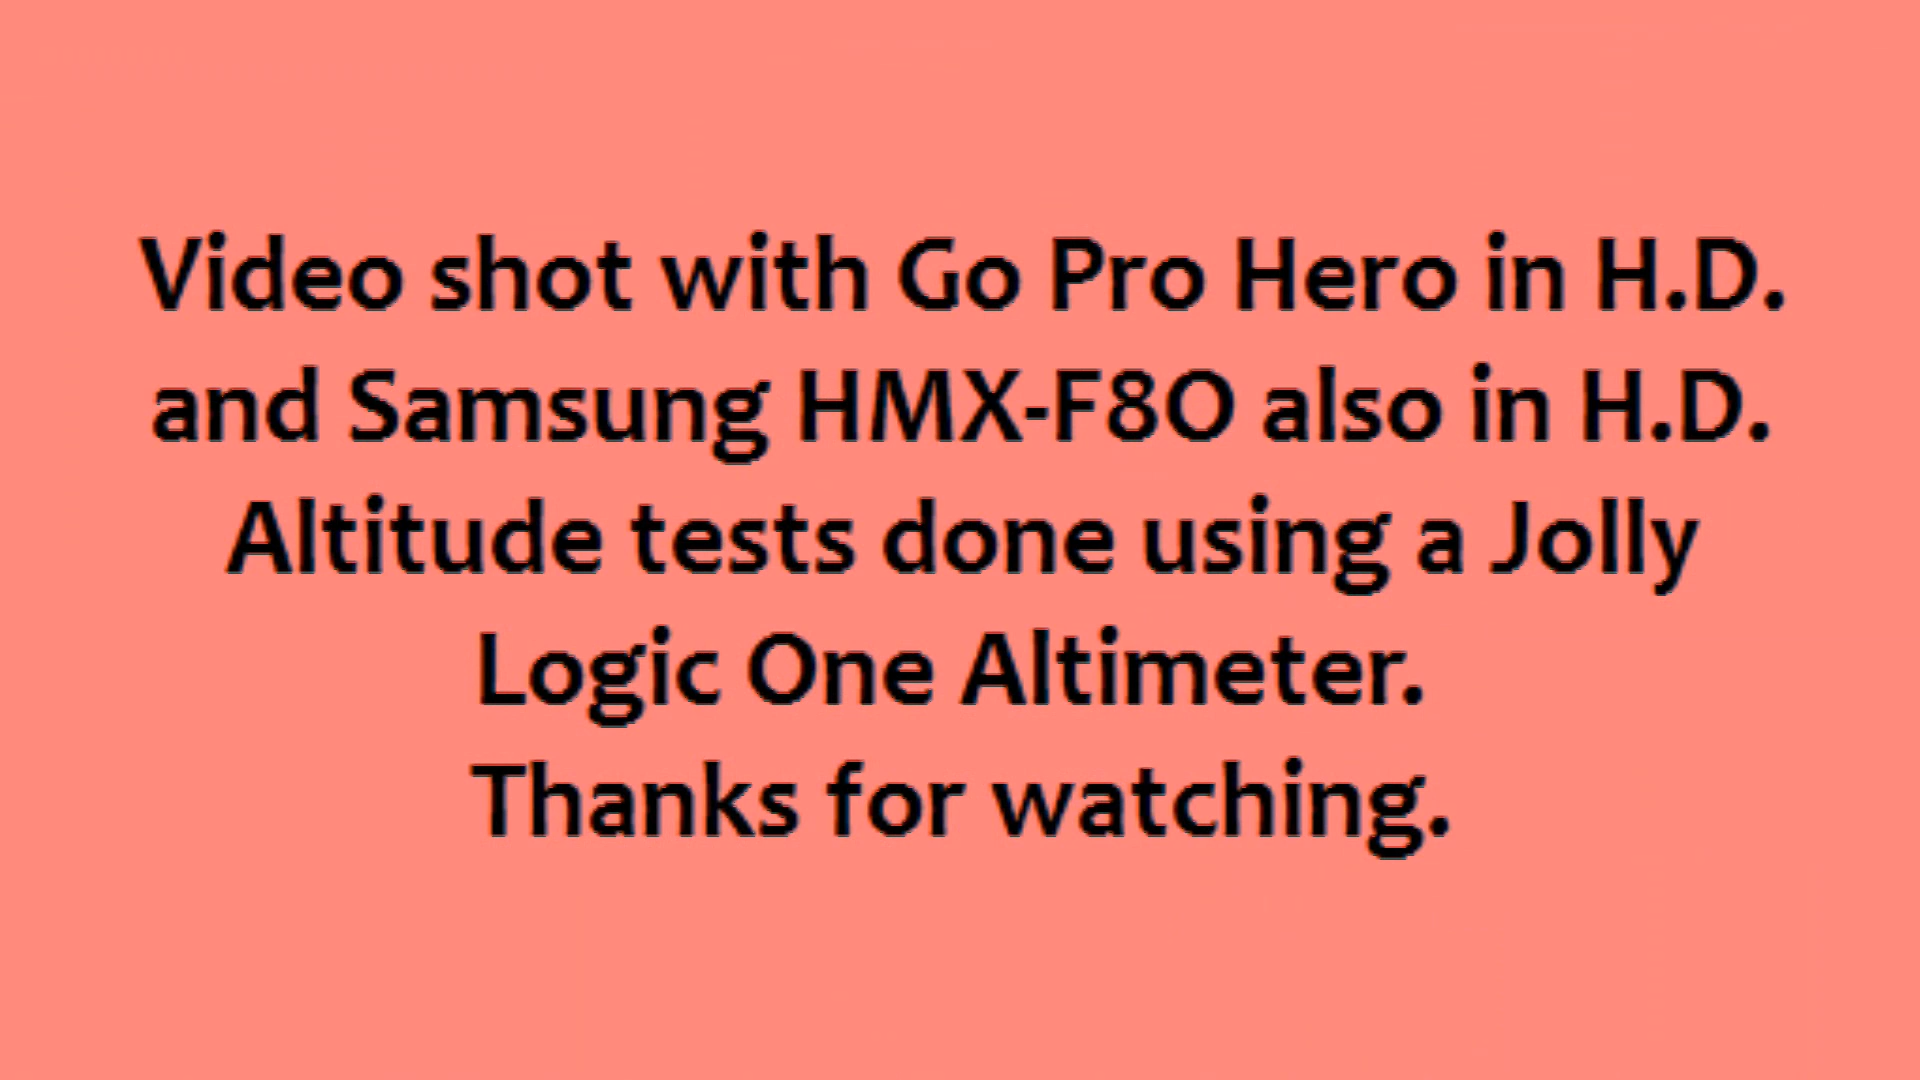 Video shot with Go Pro Hero in H.D.
and Samsung HMX-F8O also in H.D.
Altitude tests done using a Jolly
Logic One Altimeter.
Thanks for watching.